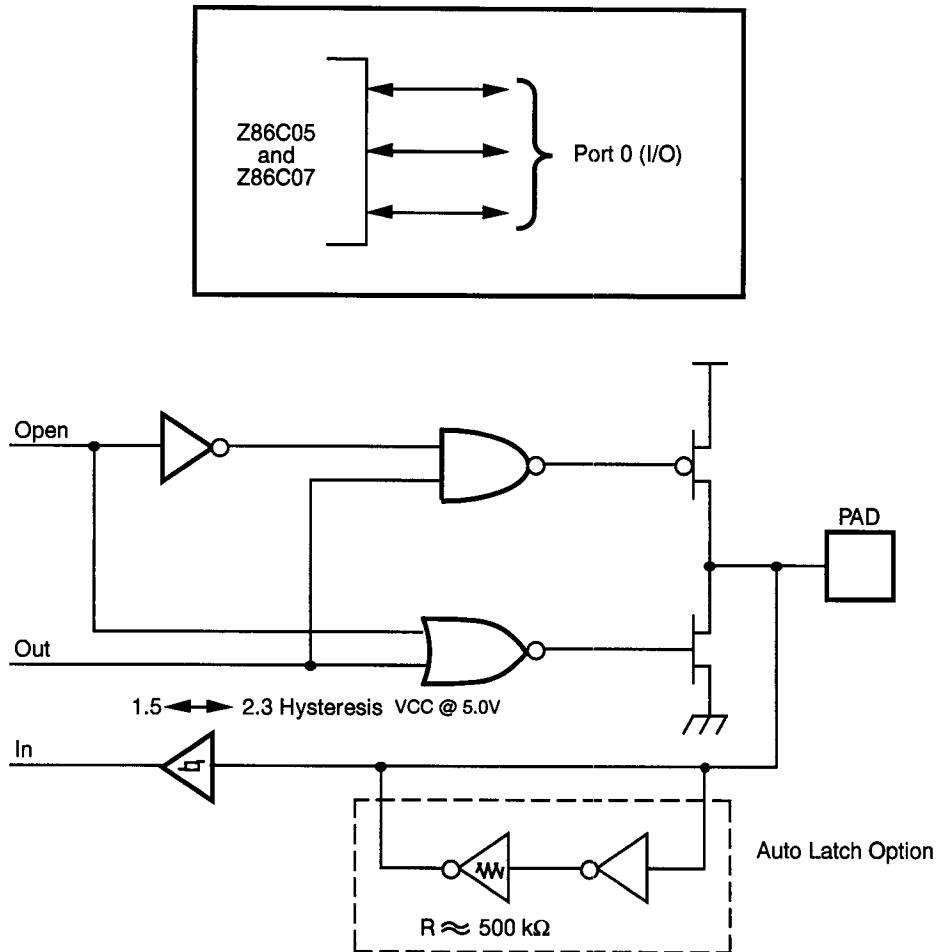 Z86C05
and
Z86C07
Port 0 (I/O)
Open
PAD
Out
1.5 2.3 Hysteresis VCC @ 5.0V
In
Auto Latch Option
R ≈ 500 kΩ